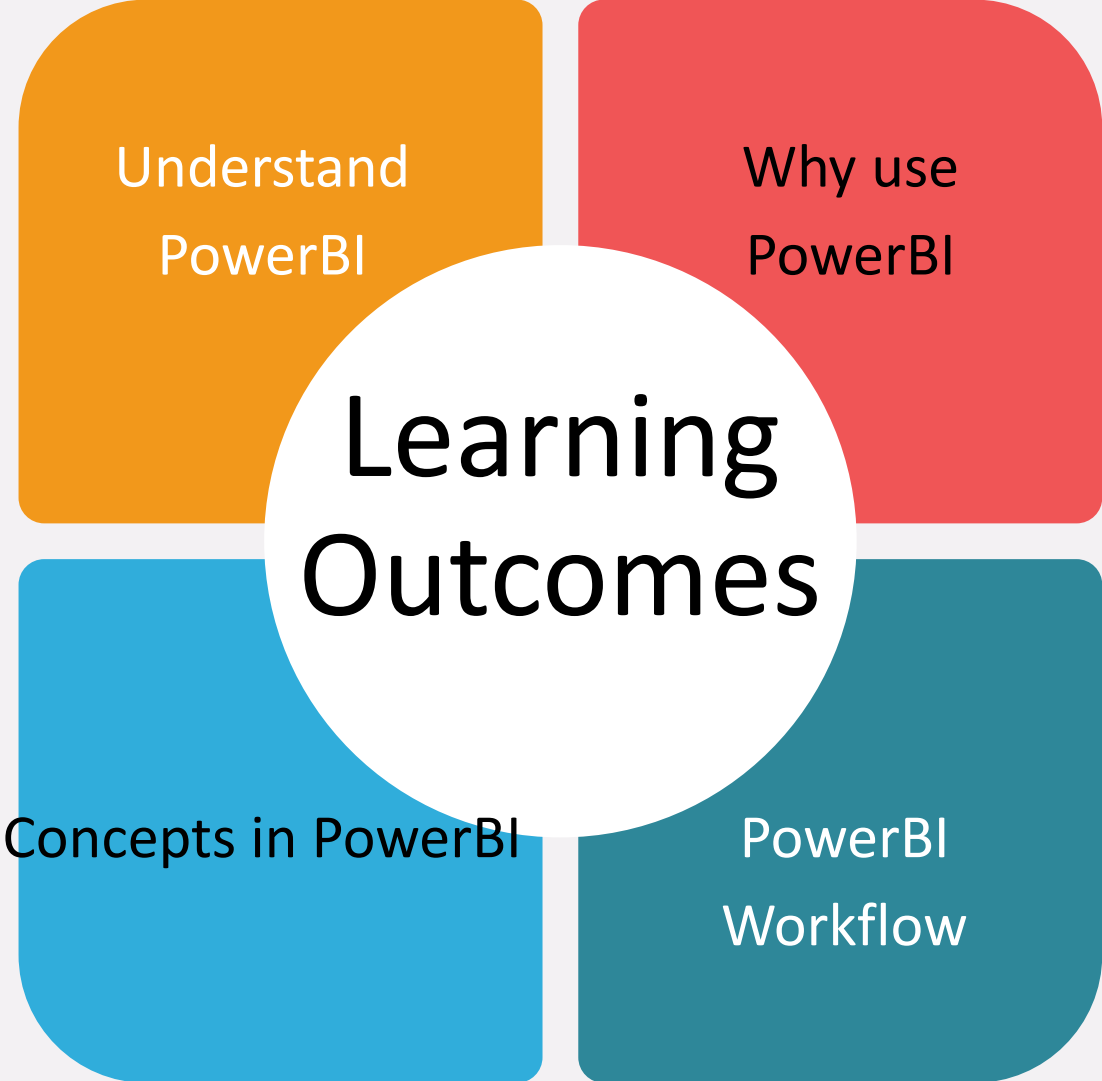 Understand
PowerBI
Why use
PowerBI
Learning
Outcomes
Concepts in PowerBI
PowerBI
Workflow